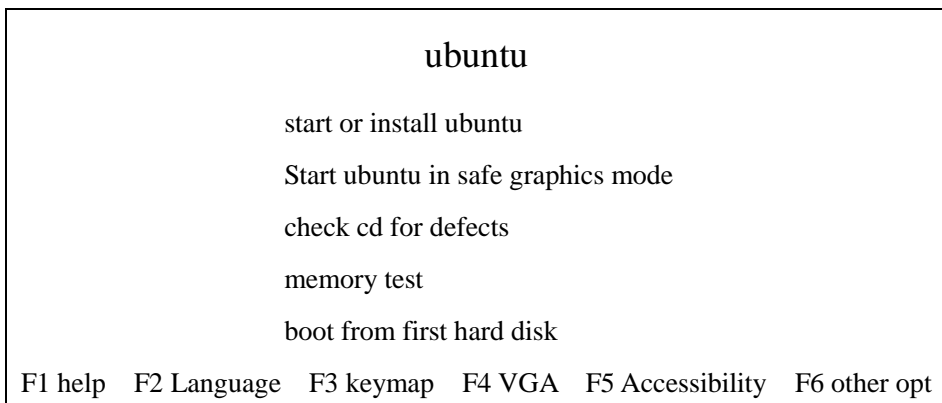 ubuntu
start or install ubuntu
Start ubuntu in safe graphics mode
check cd for defects
memory test
boot from first hard disk
F1 help F2 Language F3 keymap F4 VGA F5 Accessibility F6 other opt